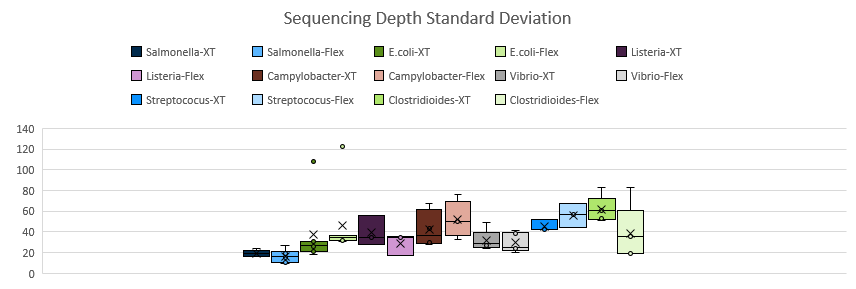 Sequencing Depth Standard Deviation
Salmonella-XT Salmonella-Flex E.coli-XT E.coli-Flex Listeria-XT
Listeria-Flex Campylobacter-XT Campylobacter-Flex Vibrio-XT Vibrio-Flex
Streptococus-XT Streptococus-Flex Clostridioides-XT Clostridioides-Flex
140
120
100
80
60
40
20
0